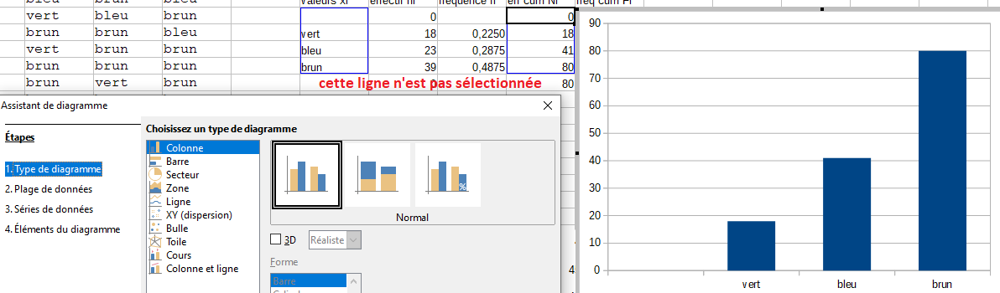 bleu brun bleu valeurs xi effectif ni fréquence fi eff cum Ni freq cum Fi
vert bleu brun 0 0
brun brun bleu vert 18 0,2250 18
vert brun brun bleu 23 0,2875 41
brun brun brun brun 39 0,4875 80
brun vert brun cette ligne n'est pas sélectionnée 80
Assistant de diagramme
Étapes
1. Type de diagramme
2. Plage de données
3. Séries de données
4. Éléments du diagramme
Choisissez un type de diagramme
Colonne
Barre
Secteur
Zone
Ligne
XY (dispersion)
Bulle
Toile
Cours
Colonne et ligne
%
Normal
3D Réaliste
Forme
Barre
4
90
80
70
60
50
40
30
20
10
0
vert bleu brun